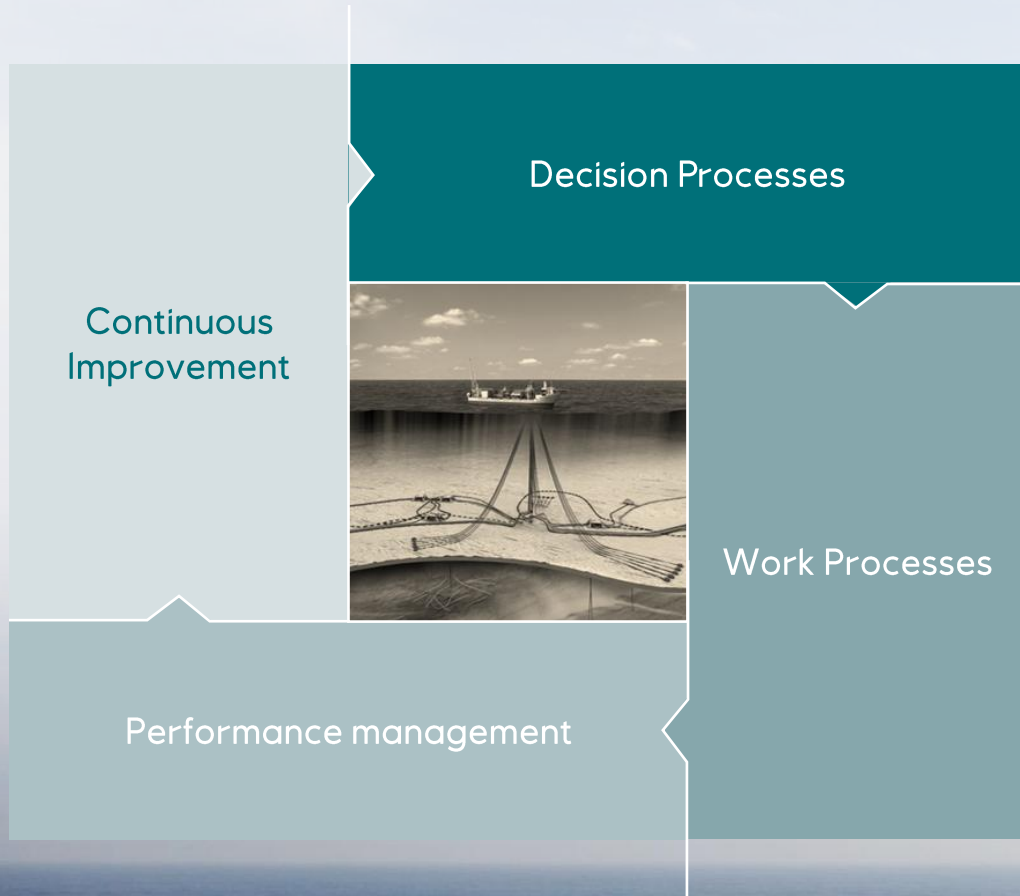 Decision Processes
Continuous
Improvement
Work Processes
Performance management